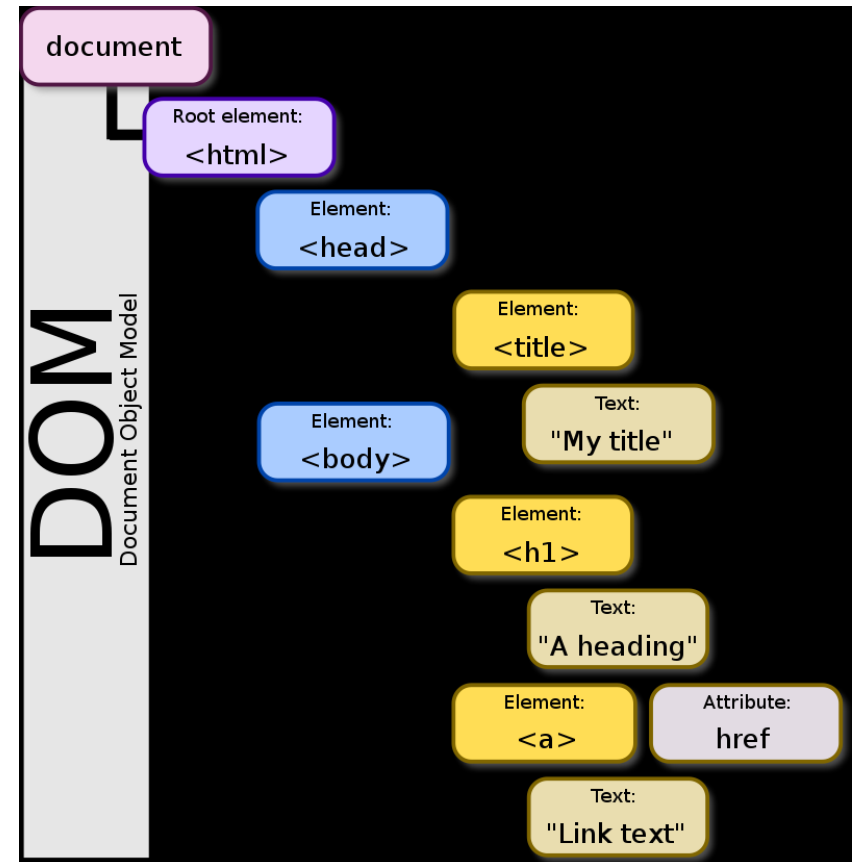 document
Root element:
<html>
Element:
<head>
Element:
<title>
Text:
"My title"
Element:
<body>
Element:
<h1>
Text:
"A heading"
Element:
<a>
Attribute:
href
Text:
"Link text"
DOM
Document Object Model